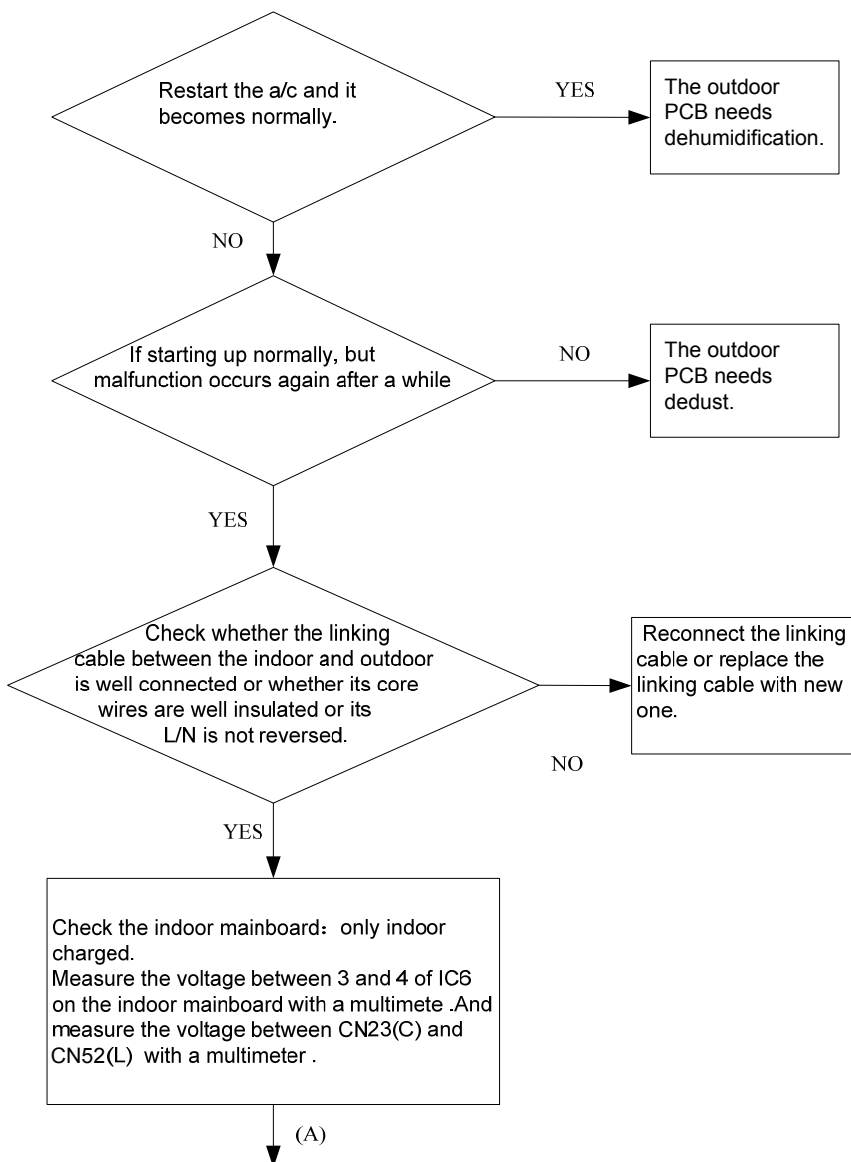 Restart the a/c and it
becomes normally.
YES
The outdoor
PCB needs
dehumidification.
NO
If starting up normally, but
malfunction occurs again after a while
NO
The outdoor
PCB needs
dedust.
YES
Check whether the linking
cable between the indoor and outdoor
is well connected or whether its core
wires are well insulated or its
L/N is not reversed.
NO
Reconnect the linking
cable or replace the
linking cable with new
one.
YES
Check the indoor mainboard：only indoor
charged.
Measure the voltage between 3 and 4 of IC6
on the indoor mainboard with a multimete .And
measure the voltage between CN23(C) and
CN52(L) with a multimeter .
(A)